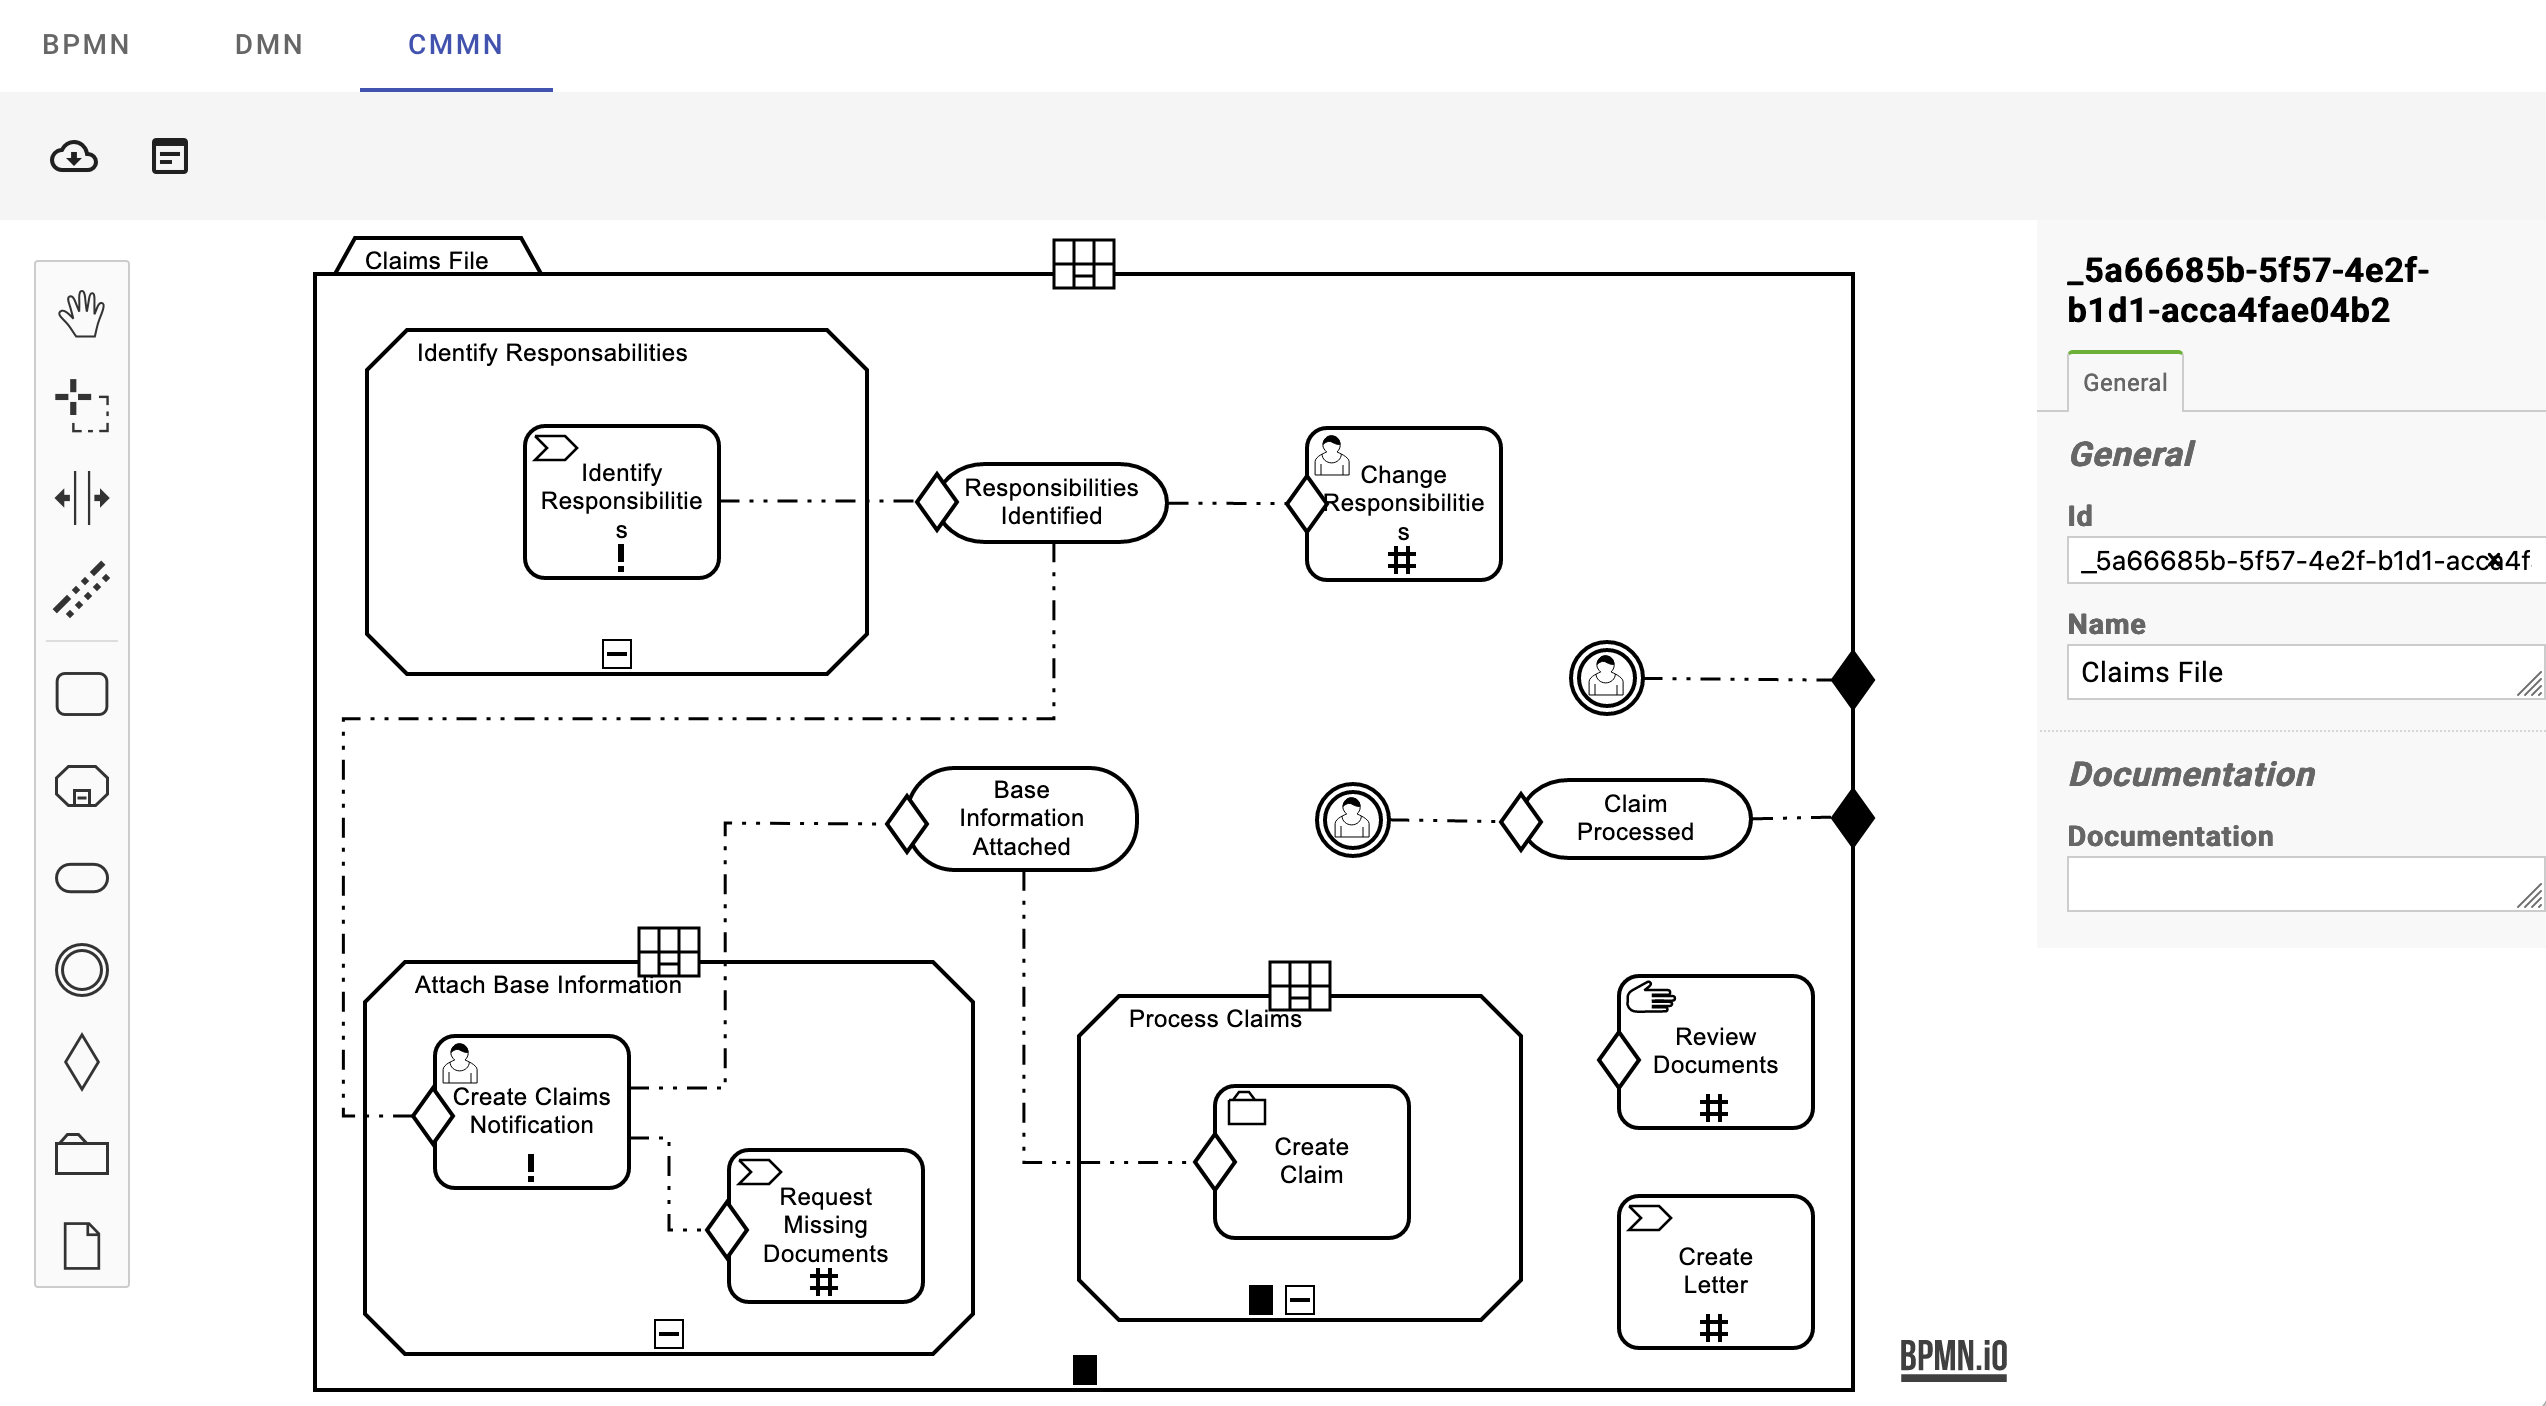 BPMN
DMN
CMMN
Claims File
Identify Responsabilities
Identify
Responsibilitie
s
Responsibilities
Identified
Change
Responsibilitie
s
Base
Information
Attached
Claim
Processed
Attach Base Information
Create Claims
Notification
Request
Missing
Documents
Process Claims
Create
Claim
Review
Documents
Create
Letter
BPMN.iO
_5a66685b-5f57-4e2f-
b1d1-acca4fae04b2
General
General
Id
_5a66685b-5f57-4e2f-b1d1-acca4f
Name
Claims File
Documentation
Documentation